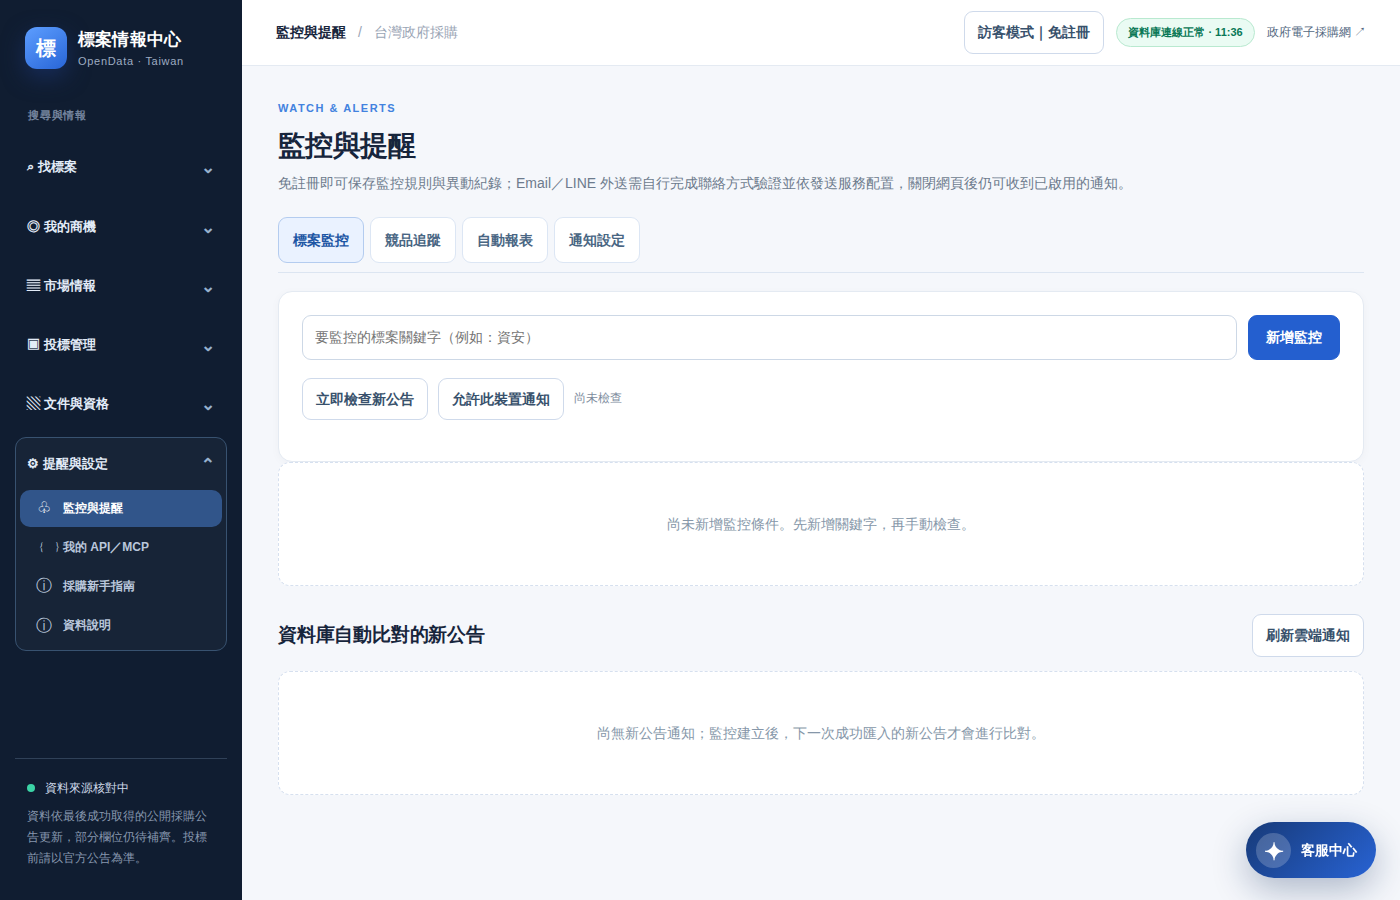 標
標案情報中心
OpenData · Taiwan
搜尋與情報
⌕ 找標案
◎ 我的商機
▤ 市場情報
▣ 投標管理
▧ 文件與資格
⚙ 提醒與設定
♧ 監控與提醒
｛ ｝我的 API／MCP
ⓘ 採購新手指南
ⓘ 資料說明
資料來源核對中
資料依最後成功取得的公開採購公
告更新，部分欄位仍待補齊。投標
前請以官方公告為準。
監控與提醒 / 台灣政府採購
訪客模式｜免註冊
資料庫連線正常 · 11:36
政府電子採購網 ↗
WATCH & ALERTS
監控與提醒
免註冊即可保存監控規則與異動紀錄；Email／LINE 外送需自行完成聯絡方式驗證並依發送服務配置，關閉網頁後仍可收到已啟用的通知。
標案監控 競品追蹤 自動報表 通知設定
要監控的標案關鍵字（例如：資安）
新增監控
立即檢查新公告 允許此裝置通知 尚未檢查
尚未新增監控條件。先新增關鍵字，再手動檢查。
資料庫自動比對的新公告
刷新雲端通知
尚無新公告通知；監控建立後，下一次成功匯入的新公告才會進行比對。
客服中心